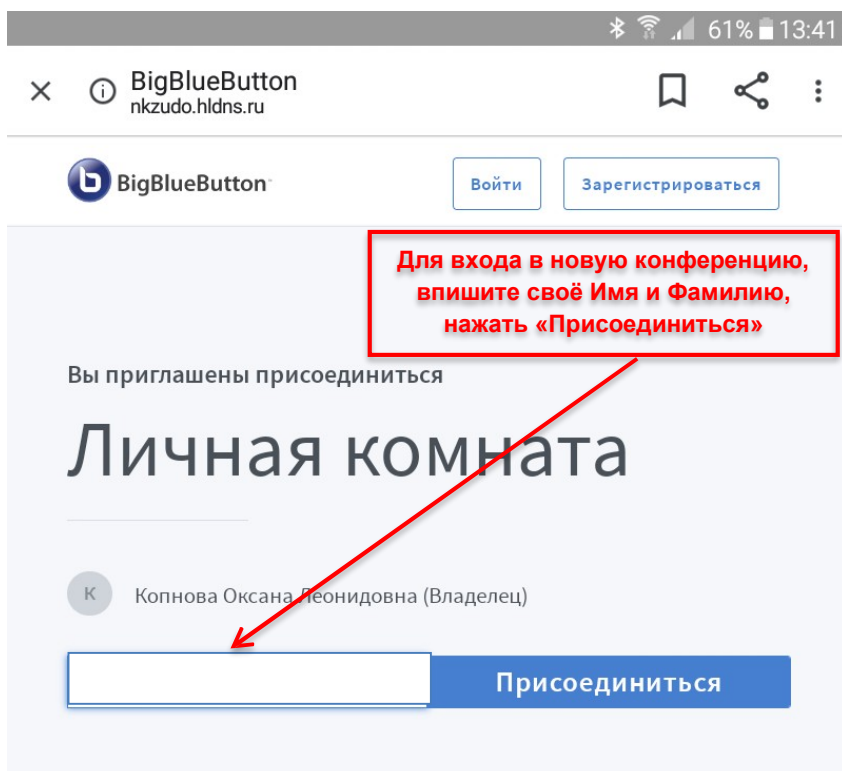 61% 13:41
BigBlueButton
nkzudo.hldns.ru
b BigBlueButton™
Войти
Зарегистрироваться
Для входа в новую конференцию,
впишите своё Имя и Фамилию,
нажать «Присоединиться»
Вы приглашены присоединиться
Личная комната
К
Копнова Оксана Леонидовна (Владелец)
Присоединиться